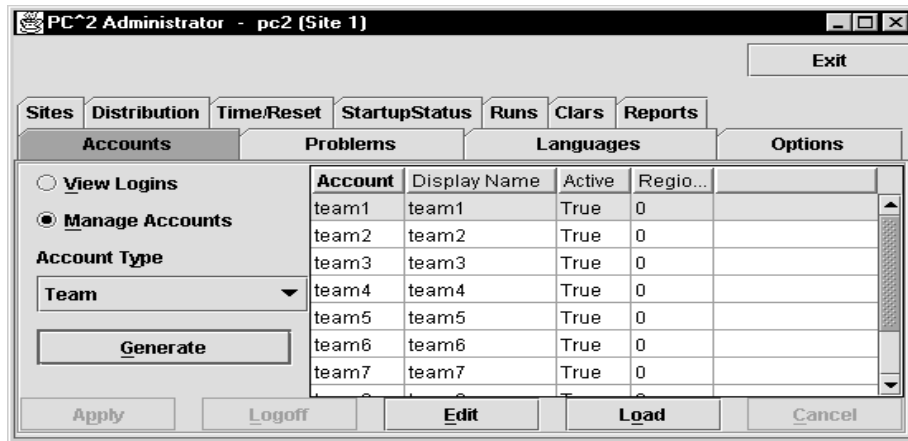 PC^2 Administrator - pc2 (Site 1)
Exit
Sites Distribution Time/Reset StartupStatus Runs Clars Reports
Accounts Problems Languages Options
View Logins
Manage Accounts
Account Type
Team
Generate
Account Display Name Active Regio...
team1 team1 True 0
team2 team2 True 0
team3 team3 True 0
team4 team4 True 0
team5 team5 True 0
team6 team6 True 0
team7 team7 True 0
Apply Logoff Edit Load Cancel